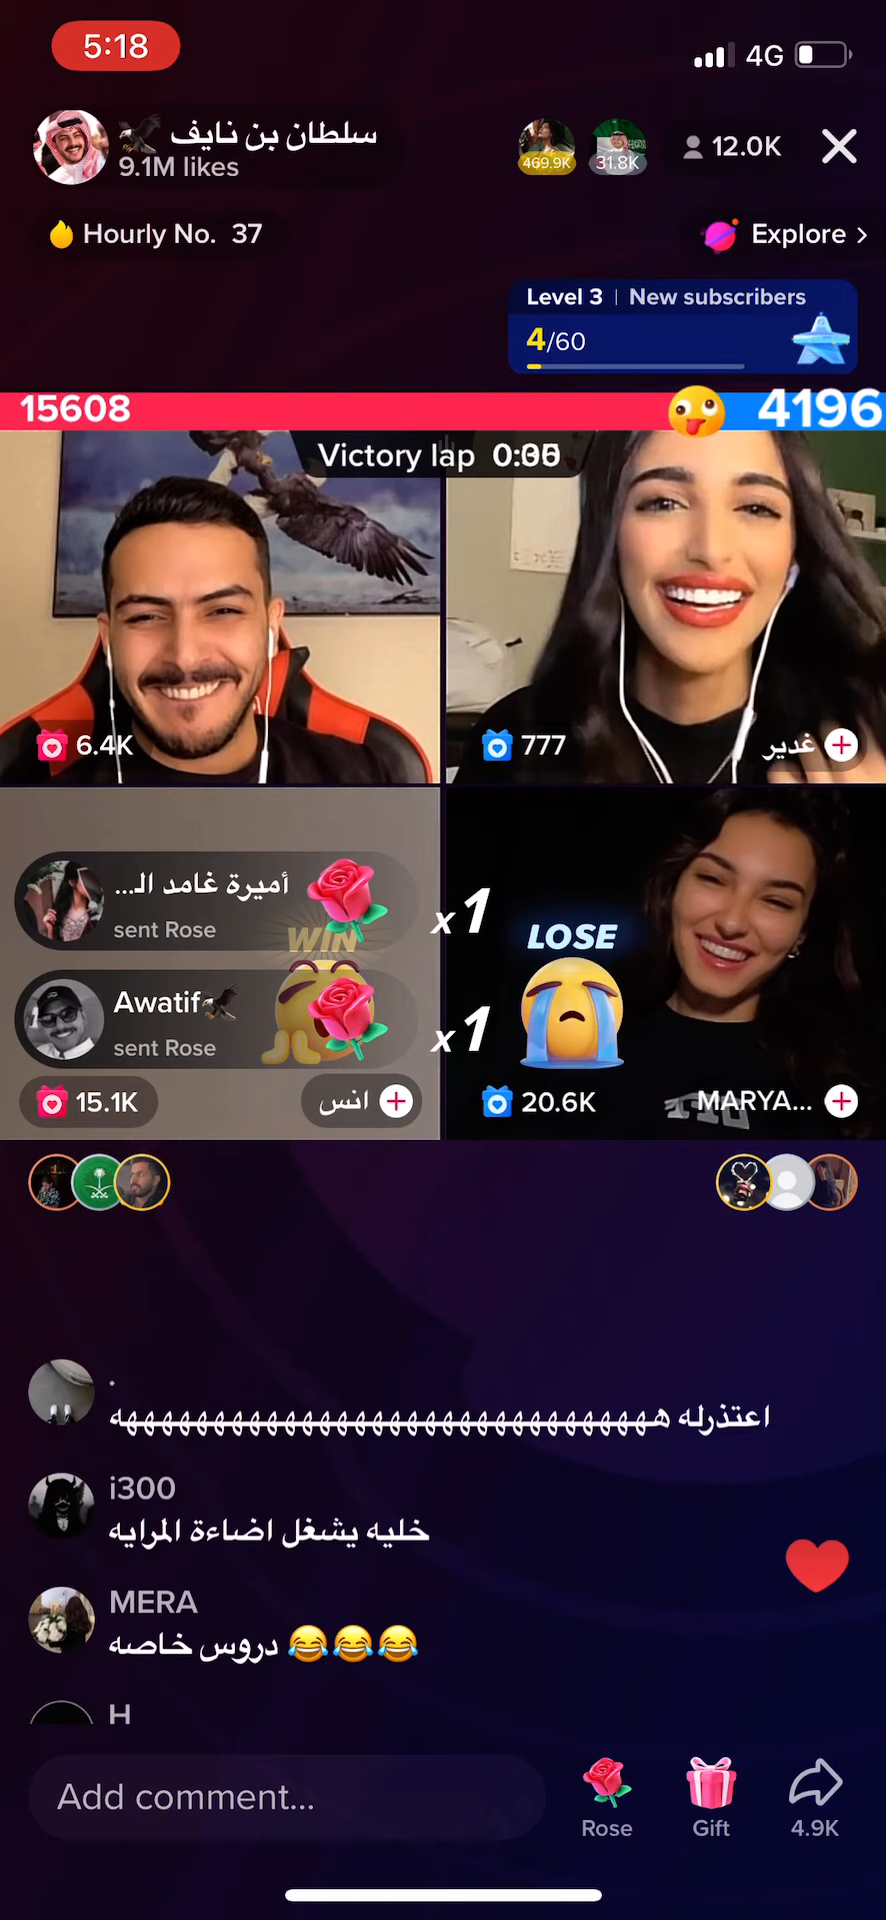 5:18
4G
سلطان بن نايف
9.1M likes
469.9K
31.8K
12.0K
Hourly No. 37
Explore >
Level 3 | New subscribers
4/60
15608
4196
Victory lap
6.4K
777
غدير
أميرة غامد الـ...
sent Rose
x1
WIN
LOSE
Awatif
sent Rose
x1
15.1K
انس
20.6K
MARYA...
.
اعتذرله هههههههههههههههههههههههههههههه
i300
خليه يشغل اضاءة المرايه
MERA
دروس خاصه 😂😂😂
H
Add comment...
Rose
Gift
4.9K